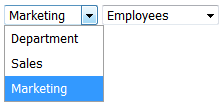 Marketing Employees
Department
Sales
Marketing